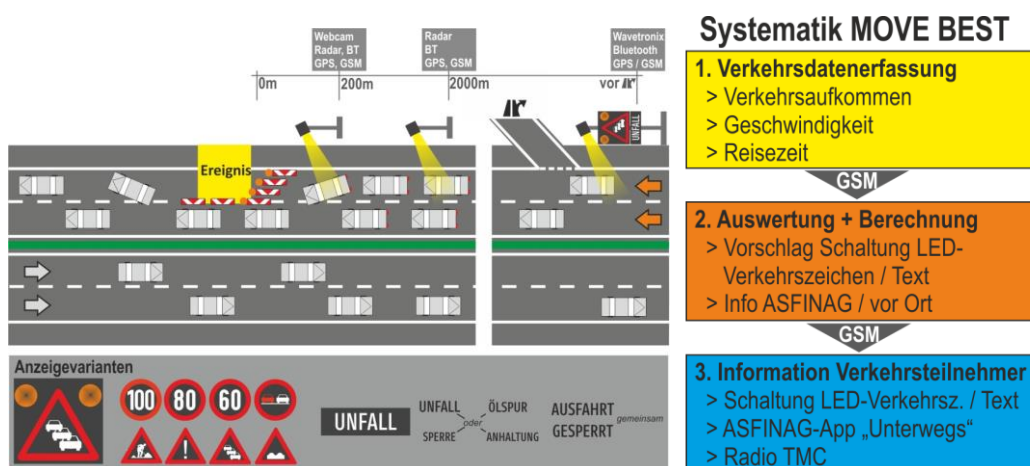 Systematik MOVE BEST
Webcam
Radar, BT
GPS, GSM
Radar
BT
GPS, GSM
Wavetronix
Bluetooth
GPS / GSM
0m
200m
2000m
vor
UNFALL
Ereignis
1. Verkehrsdatenerfassung
> Verkehrsaufkommen
> Geschwindigkeit
> Reisezeit
GSM
2. Auswertung + Berechnung
> Vorschlag Schaltung LED-
Verkehrszeichen / Text
> Info ASFINAG / vor Ort
GSM
3. Information Verkehrsteilnehmer
> Schaltung LED-Verkehrsz. / Text
> ASFINAG-App „Unterwegs“
> Radio TMC
Anzeigevarianten
100
80
60
UNFALL
UNFALL ÖLSPUR
oder
SPERRE ANHALTUNG
AUSFAHRT
GESPERRT
gemeinsam